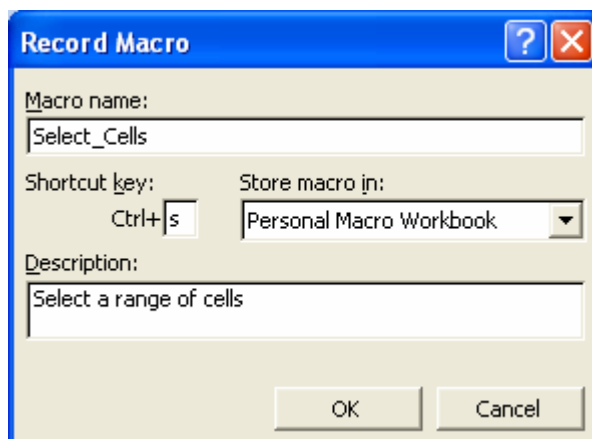 Record Macro
Macro name:
Select_Cells
Shortcut key: Store macro in:
Ctrl+ s Personal Macro Workbook
Description:
Select a range of cells
OK Cancel